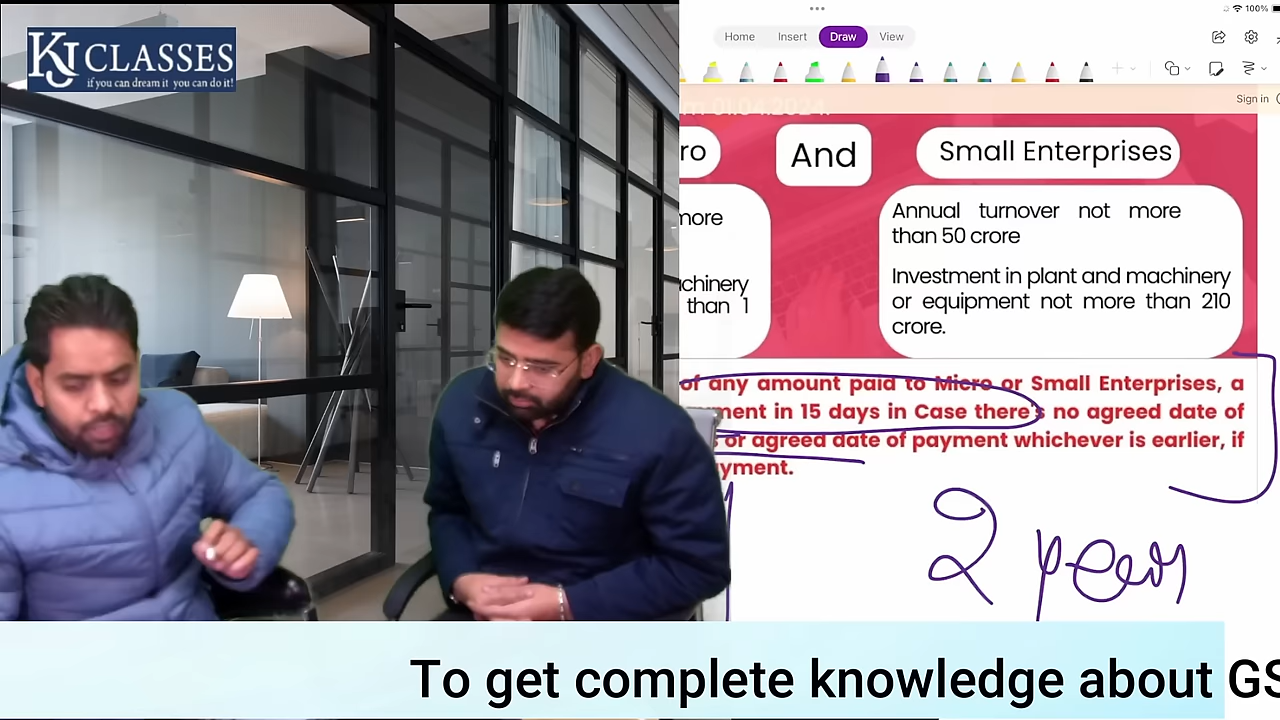 KJ CLASSES
if you can dream it you can do it!
100%
Home Insert Draw View
Sign in
m 01.04.2024.
ro
And
Small Enterprises
more
Annual turnover not more
than 50 crore
achinery
than 1
Investment in plant and machinery
or equipment not more than 210
crore.
of any amount paid to Micro or Small Enterprises, a
ment in 15 days in Case there's no agreed date of
s or agreed date of payment whichever is earlier, if
yment.
2 year
To get complete knowledge about GS